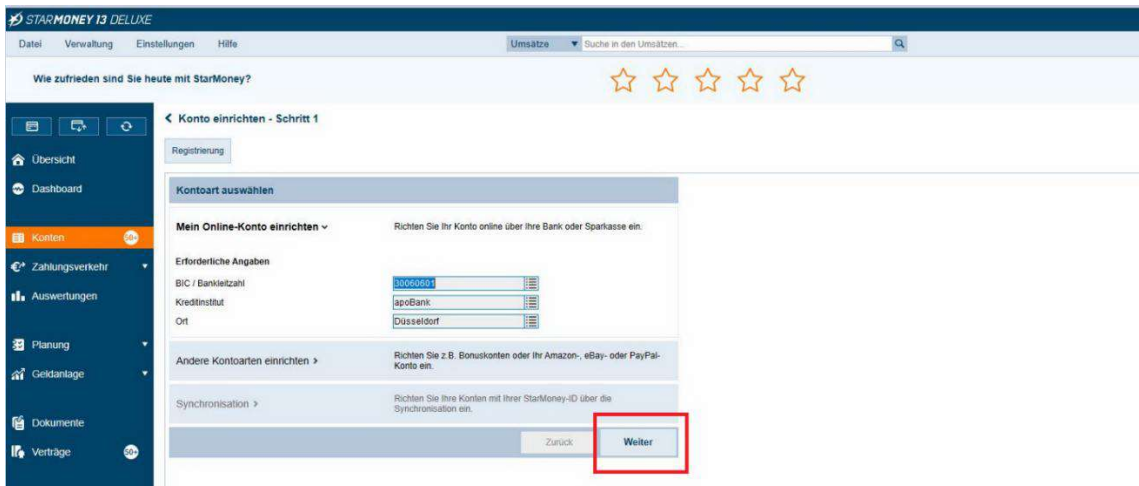 STARMONEY 13 DELUXE
Datei Verwaltung Einstellungen Hilfe Umsätze Suche in den Umsätzen...
Wie zufrieden sind Sie heute mit StarMoney?
Konto einrichten - Schritt 1
Registrierung
Übersicht
Dashboard
Konten 50+
Zahlungsverkehr
Auswertungen
Planung
Geldanlage
Dokumente
Verträge 50+
Kontoart auswählen
Mein Online-Konto einrichten Richten Sie Ihr Konto online über Ihre Bank oder Sparkasse ein.
Erforderliche Angaben
BIC / Bankleitzahl 30060601
Kreditinstitut apoBank
Ort Düsseldorf
Andere Kontoarten einrichten > Richten Sie z.B. Bonuskonten oder Ihr Amazon-, eBay- oder PayPal-
Konto ein.
Synchronisation > Richten Sie Ihre Konten mit Ihrer StarMoney-ID über die
Synchronisation ein.
Zurück Weiter